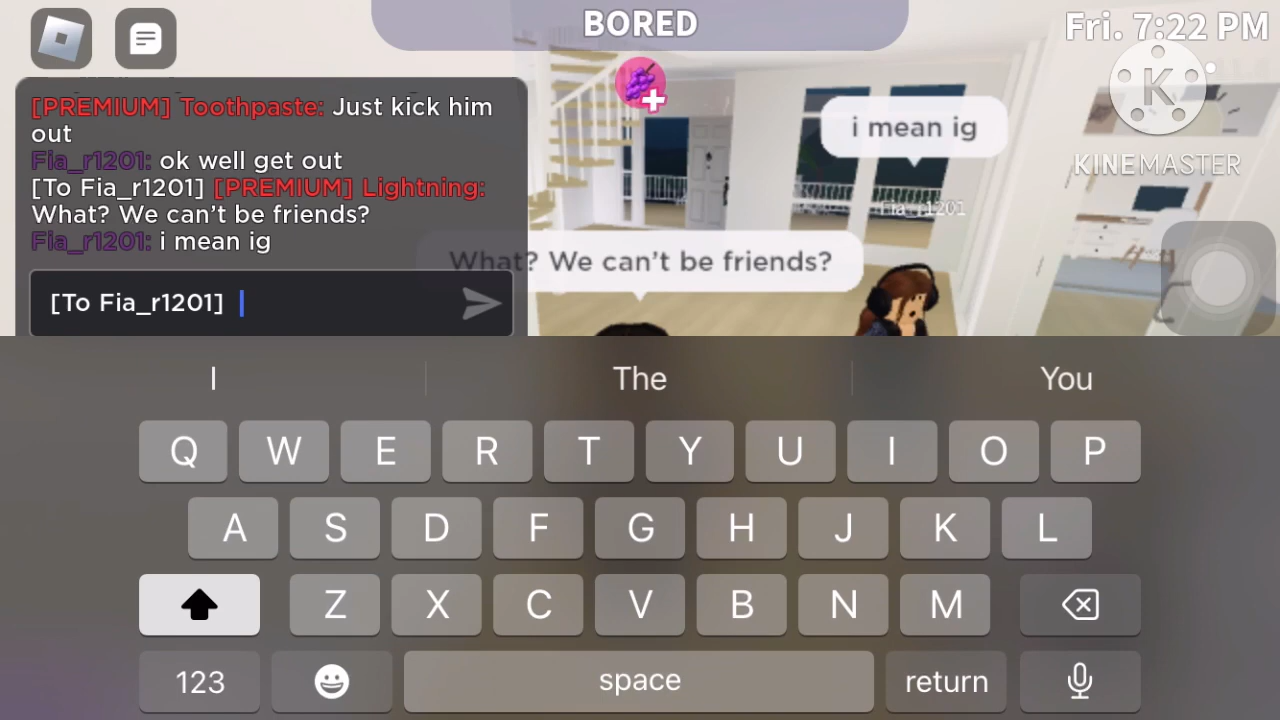 BORED
Fri. 7:22 PM
[PREMIUM] Toothpaste: Just kick him
out
Fia_r1201: ok well get out
[To Fia_r1201] [PREMIUM] Lightning:
What? We can’t be friends?
Fia_r1201: i mean ig
[To Fia_r1201]
i mean ig
Fia_r1201
What? We can’t be friends?
K
KINEMASTER
I The You
Q W E R T Y U I O P
A S D F G H J K L
Z X C V B N M
123 space return